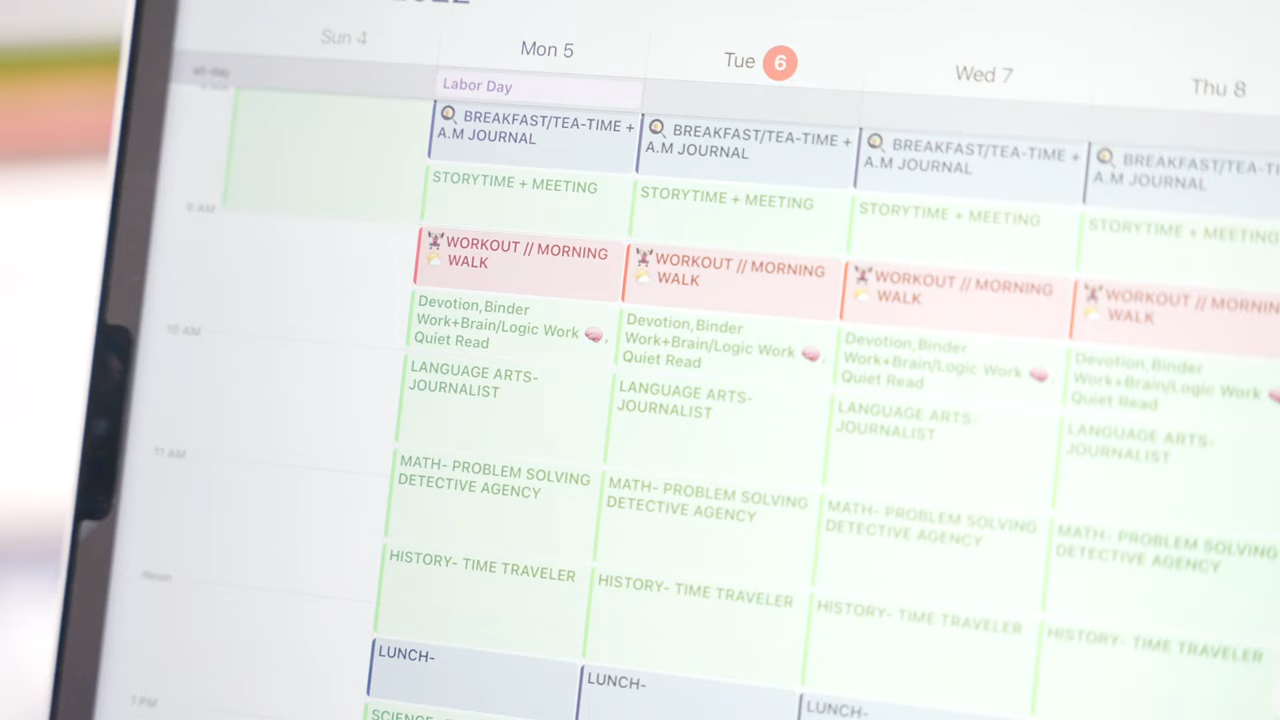 2022
Sun 4
Mon 5
Tue 6
Wed 7
Thu 8
all-day
Labor Day
BREAKFAST/TEA-TIME +
A.M JOURNAL
BREAKFAST/TEA-TIME +
A.M JOURNAL
BREAKFAST/TEA-TIME +
A.M JOURNAL
BREAKFAST/TEA-TI
A.M JOURNAL
STORYTIME + MEETING
STORYTIME + MEETING
STORYTIME + MEETING
STORYTIME + MEETING
9 AM
WORKOUT // MORNING
WALK
WORKOUT // MORNING
WALK
WORKOUT // MORNING
WALK
WORKOUT // MORNIN
WALK
Devotion,Binder
Work+Brain/Logic Work 🧠,
Quiet Read
Devotion,Binder
Work+Brain/Logic Work 🧠,
Quiet Read
Devotion,Binder
Work+Brain/Logic Work 🧠,
Quiet Read
Devotion,Binder
Work+Brain/Logic Work
Quiet Read
10 AM
LANGUAGE ARTS-
JOURNALIST
LANGUAGE ARTS-
JOURNALIST
LANGUAGE ARTS-
JOURNALIST
LANGUAGE ARTS-
JOURNALIST
11 AM
MATH- PROBLEM SOLVING
DETECTIVE AGENCY
MATH- PROBLEM SOLVING
DETECTIVE AGENCY
MATH- PROBLEM SOLVING
DETECTIVE AGENCY
MATH- PROBLEM SOLVING
DETECTIVE AGENCY
HISTORY- TIME TRAVELER
HISTORY- TIME TRAVELER
HISTORY- TIME TRAVELER
HISTORY- TIME TRAVELER
Noon
LUNCH-
LUNCH-
LUNCH-
1 PM
SCIENCE-